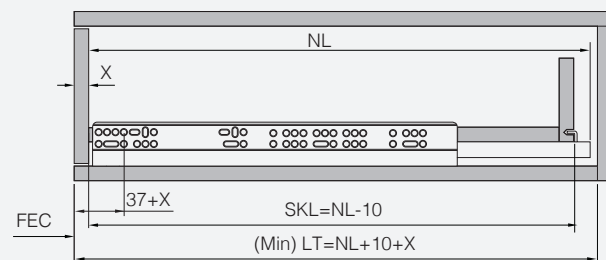 NL
X
37+X
SKL=NL-10
FEC
(Min) LT=NL+10+X